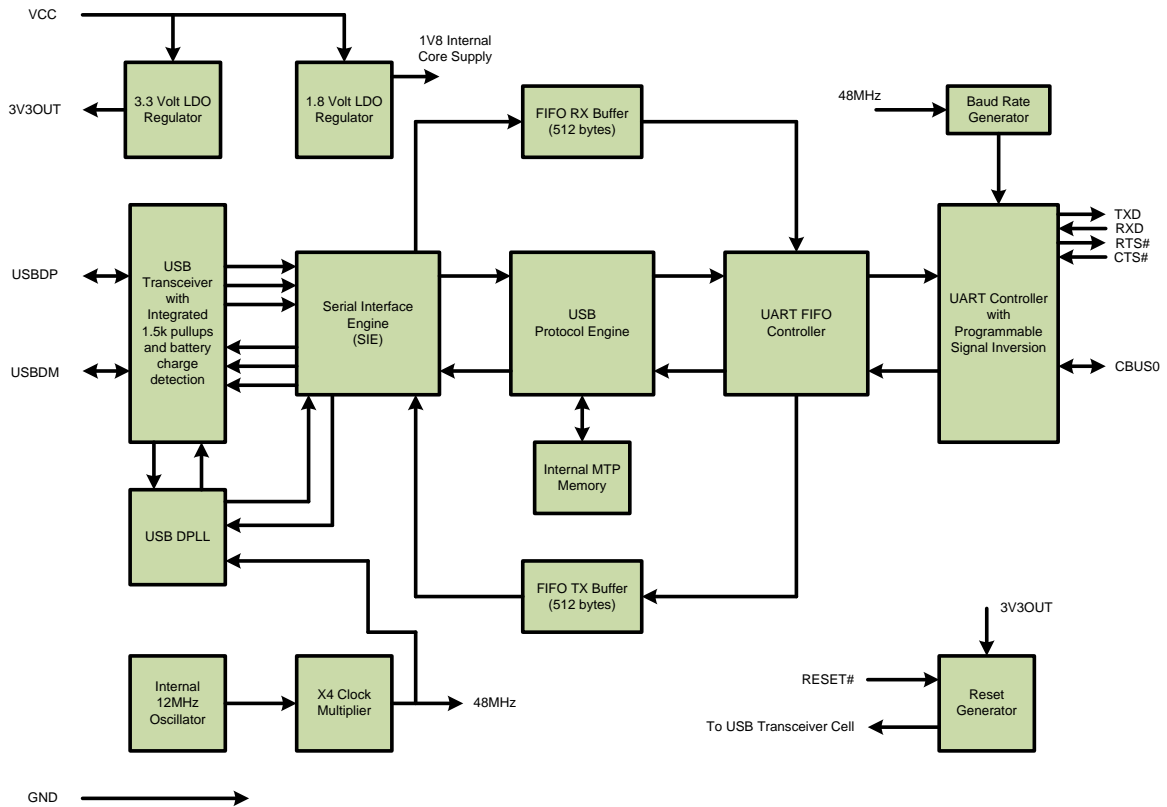 VCC
1V8 Internal
Core Supply
3V3OUT
3.3 Volt LDO
Regulator
1.8 Volt LDO
Regulator
FIFO RX Buffer
(512 bytes)
48MHz
Baud Rate
Generator
USBDP
USBDM
USB
Transceiver
with
Integrated
1.5k pullups
and battery
charge
detection
Serial Interface
Engine
(SIE)
USB
Protocol Engine
UART FIFO
Controller
UART Controller
with
Programmable
Signal Inversion
TXD
RXD
RTS#
CTS#
CBUS0
Internal MTP
Memory
USB DPLL
FIFO TX Buffer
(512 bytes)
Internal
12MHz
Oscillator
X4 Clock
Multiplier
48MHz
3V3OUT
RESET#
To USB Transceiver Cell
Reset
Generator
GND